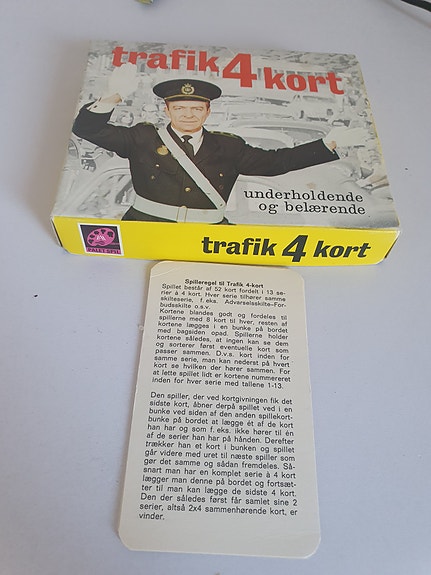 trafik 4 kort
underholdende
og belærende
PALET SPIL
trafik 4 kort
Spilleregel til Trafik 4-kort
Spillet består af 52 kort fordelt i 13 se-
rier à 4 kort. Hver serie tilhører samme
skilteserie, f. eks. Advarselsskilte-For-
budsskilte o.s.v.
Kortene blandes godt og fordeles til
spillerne med 8 kort til hver, resten af
kortene lægges i en bunke på bordet
med bagsiden opad. Spillerne holder
kortene således, at ingen kan se dem
og sorterer først eventuelle kort som
passer sammen. D.v.s. kort inden for
samme serie, man kan nederst på hvert
kort se hvilken der hører sammen. For
at lette spillet lidt er kortene nummereret
inden for hver serie med tallene 1-13.
Den spiller, der ved kortgivningen fik det
sidste kort, åbner derpå spillet ved i en
bunke ved siden af den anden spillekort-
bunke på bordet at lægge ét af de kort
han har og som f. eks. ikke hører til én
af de serier han har på hånden. Derefter
trækker han et kort i bunken og spillet
går videre med uret til næste spiller som
gør det samme og sådan fremdeles. Så-
snart man har en komplet serie à 4 kort
lægger man denne på bordet og fortsæt-
ter til man kan lægge de sidste 4 kort.
Den der således først får samlet sine 2
serier, altså 2x4 sammenhørende kort, er
vinder.